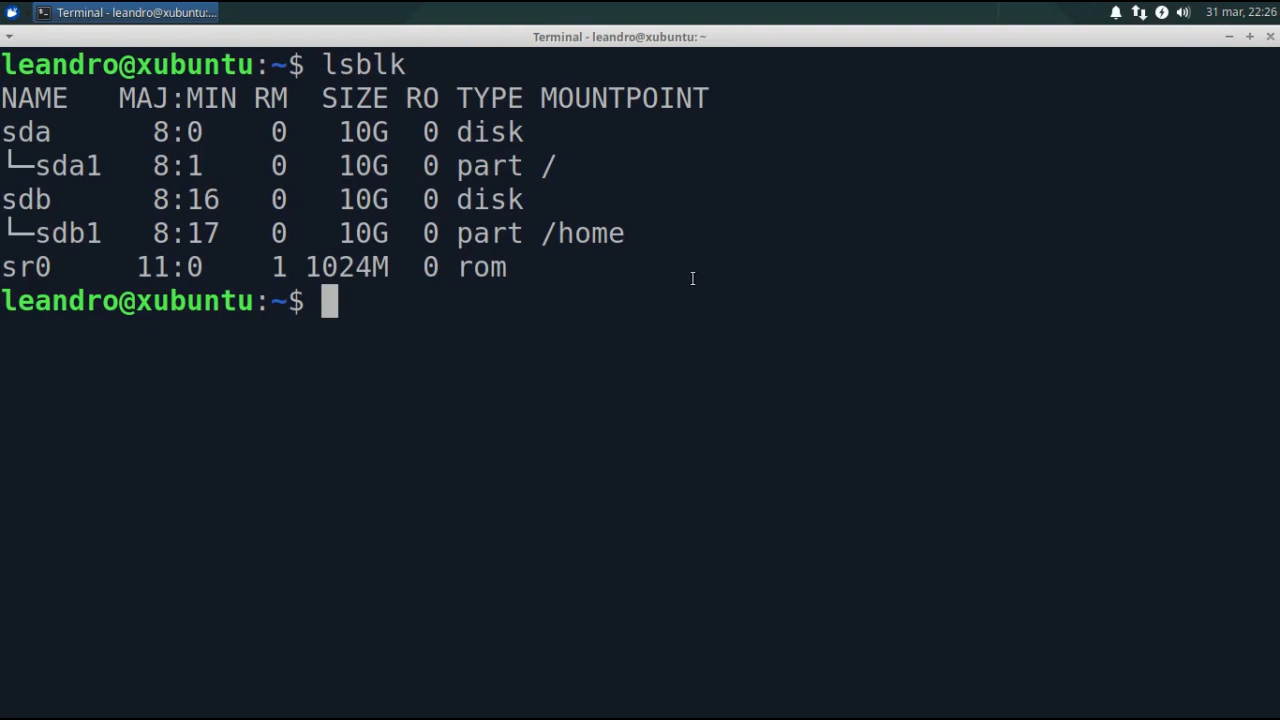 Terminal - leandro@xubuntu:... 31 mar, 22:26
Terminal - leandro@xubuntu: ~
leandro@xubuntu:~$ lsblk
NAME   MAJ:MIN RM   SIZE RO TYPE MOUNTPOINT
sda      8:0    0    10G  0 disk
└─sda1   8:1    0    10G  0 part /
sdb      8:16   0    10G  0 disk
└─sdb1   8:17   0    10G  0 part /home
sr0     11:0    1  1024M  0 rom
leandro@xubuntu:~$